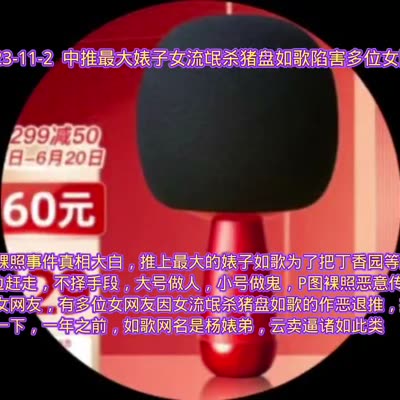 23-11-2 中推最大婊子女流氓杀猪盘如歌陷害多位女
299减50
日-6月20日
60元
裸照事件真相大白，推上最大的婊子如歌为了把丁香园等
赶走，不择手段，大号做人，小号做鬼，P图裸照恶意传
女网友，有多位女网友因女流氓杀猪盘如歌的作恶退推，
一下，一年之前，如歌网名是杨婊弟，云卖逼诸如此类